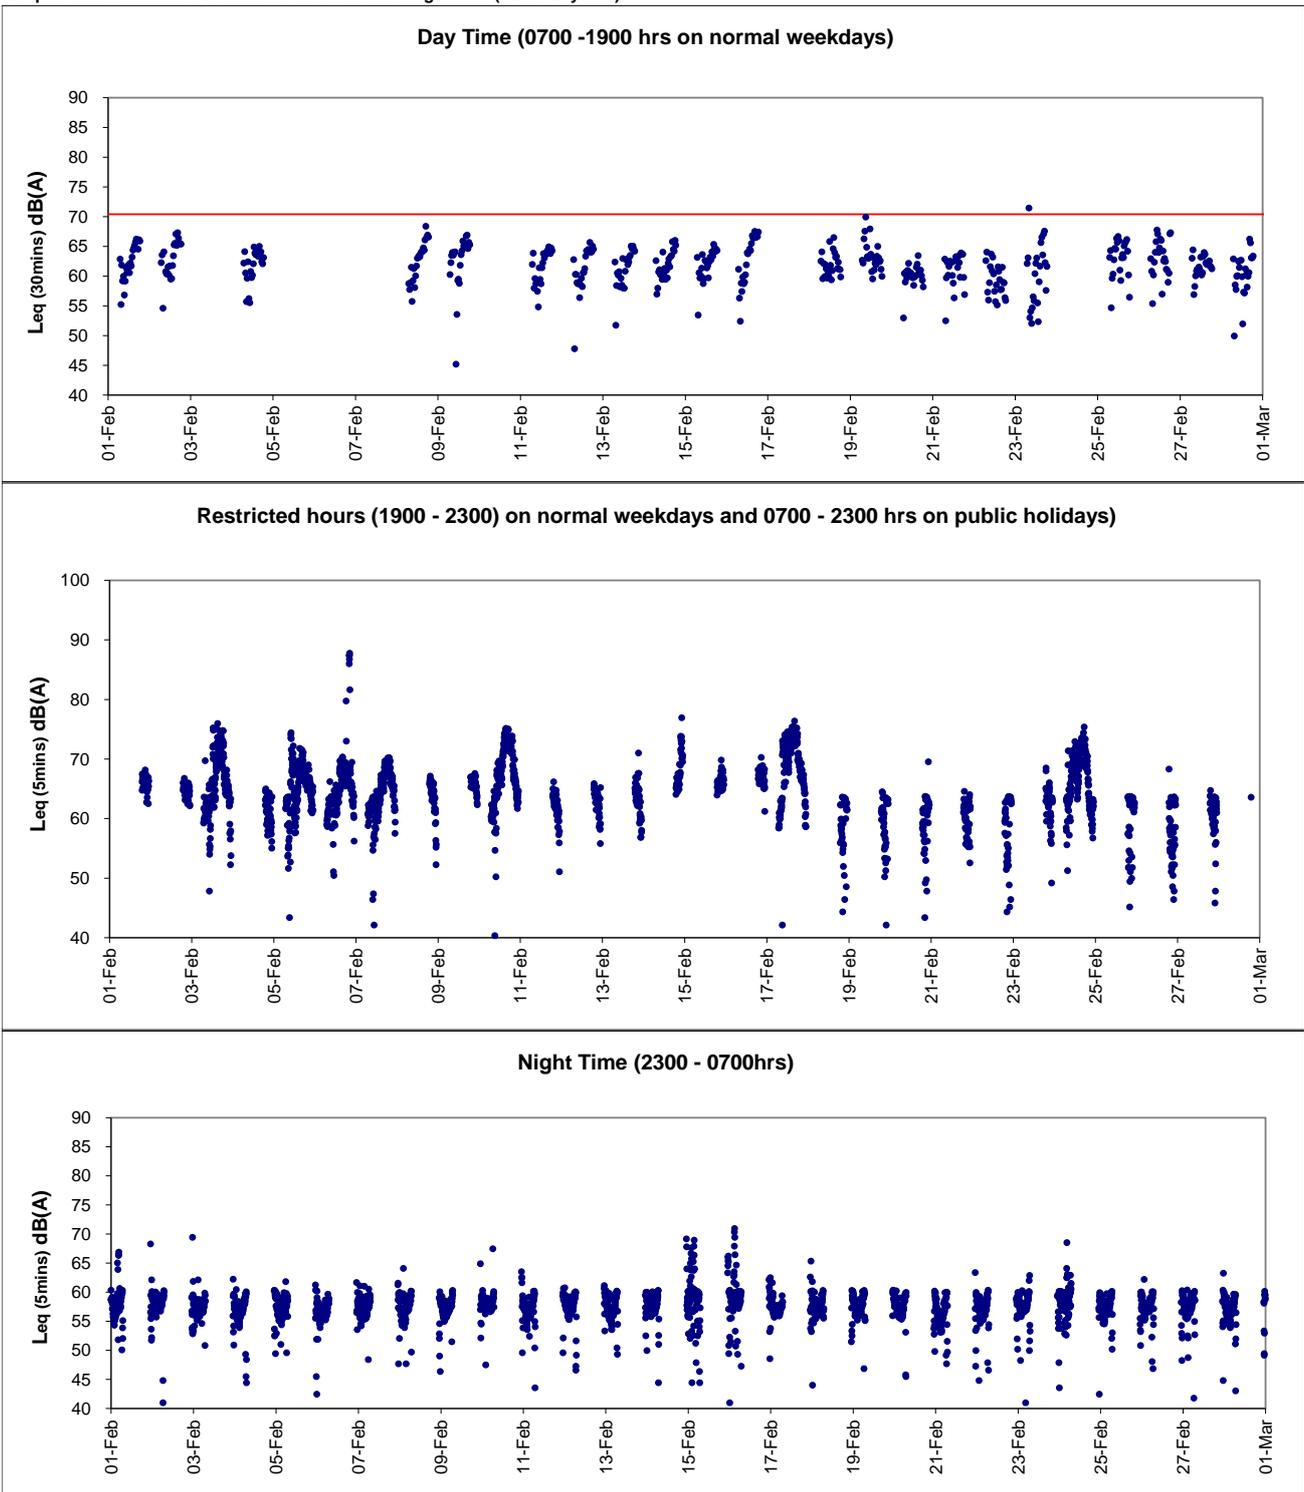 Day Time (0700 -1900 hrs on normal weekdays)
Leq (30mins) dB(A)
90
85
80
75
70
65
60
55
50
45
40
01-Feb
03-Feb
05-Feb
07-Feb
09-Feb
11-Feb
13-Feb
15-Feb
17-Feb
19-Feb
21-Feb
23-Feb
25-Feb
27-Feb
01-Mar
Restricted hours (1900 - 2300) on normal weekdays and 0700 - 2300 hrs on public holidays)
Leq (5mins) dB(A)
100
90
80
70
60
50
40
01-Feb
03-Feb
05-Feb
07-Feb
09-Feb
11-Feb
13-Feb
15-Feb
17-Feb
19-Feb
21-Feb
23-Feb
25-Feb
27-Feb
01-Mar
Night Time (2300 - 0700hrs)
Leq (5mins) dB(A)
90
85
80
75
70
65
60
55
50
45
40
01-Feb
03-Feb
05-Feb
07-Feb
09-Feb
11-Feb
13-Feb
15-Feb
17-Feb
19-Feb
21-Feb
23-Feb
25-Feb
27-Feb
01-Mar